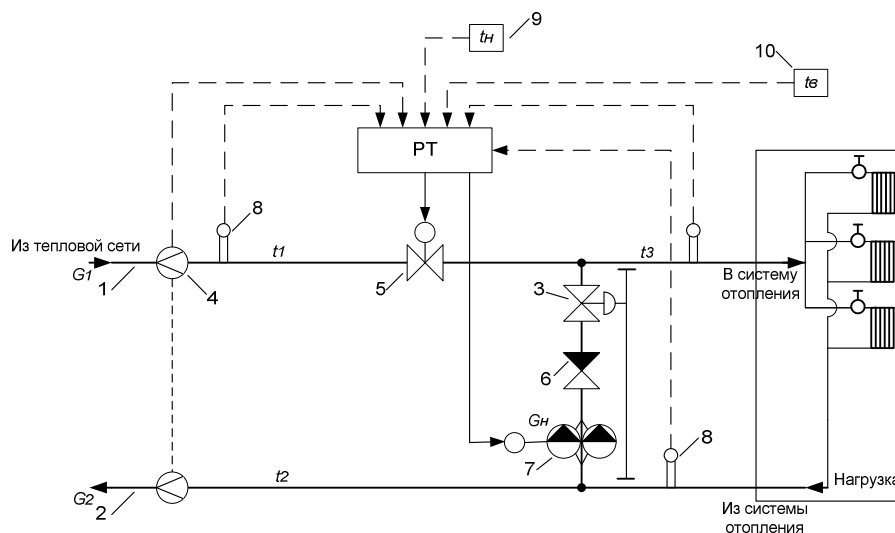 tн
9
10
tв
РТ
8
Из тепловой сети
t1
t3
G1
1
4
5
3
В систему
отопления
6
Gн
7
8
t2
Нагрузка
G2
2
Из системы
отопления